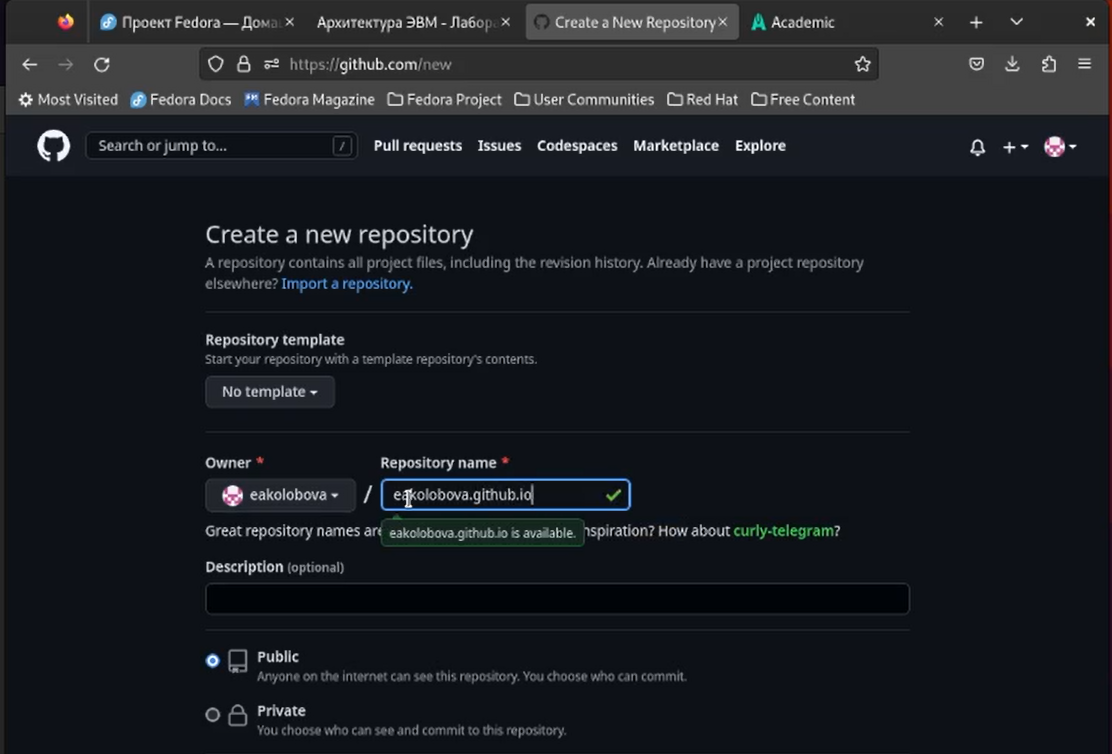 Проект Fedora — Дома
Архитектура ЭВМ - Лабор
Create a New Repository
Academic
https://github.com/new
Most Visited Fedora Docs Fedora Magazine Fedora Project User Communities Red Hat Free Content
Search or jump to... / Pull requests Issues Codespaces Marketplace Explore
Create a new repository
A repository contains all project files, including the revision history. Already have a project repository
elsewhere? Import a repository.
Repository template
Start your repository with a template repository's contents.
No template
Owner * Repository name *
eakolobova / eakolobova.github.io
Great repository names are nspiration? How about curly-telegram?
eakolobova.github.io is available.
Description (optional)
Public
Anyone on the internet can see this repository. You choose who can commit.
Private
You choose who can see and commit to this repository.